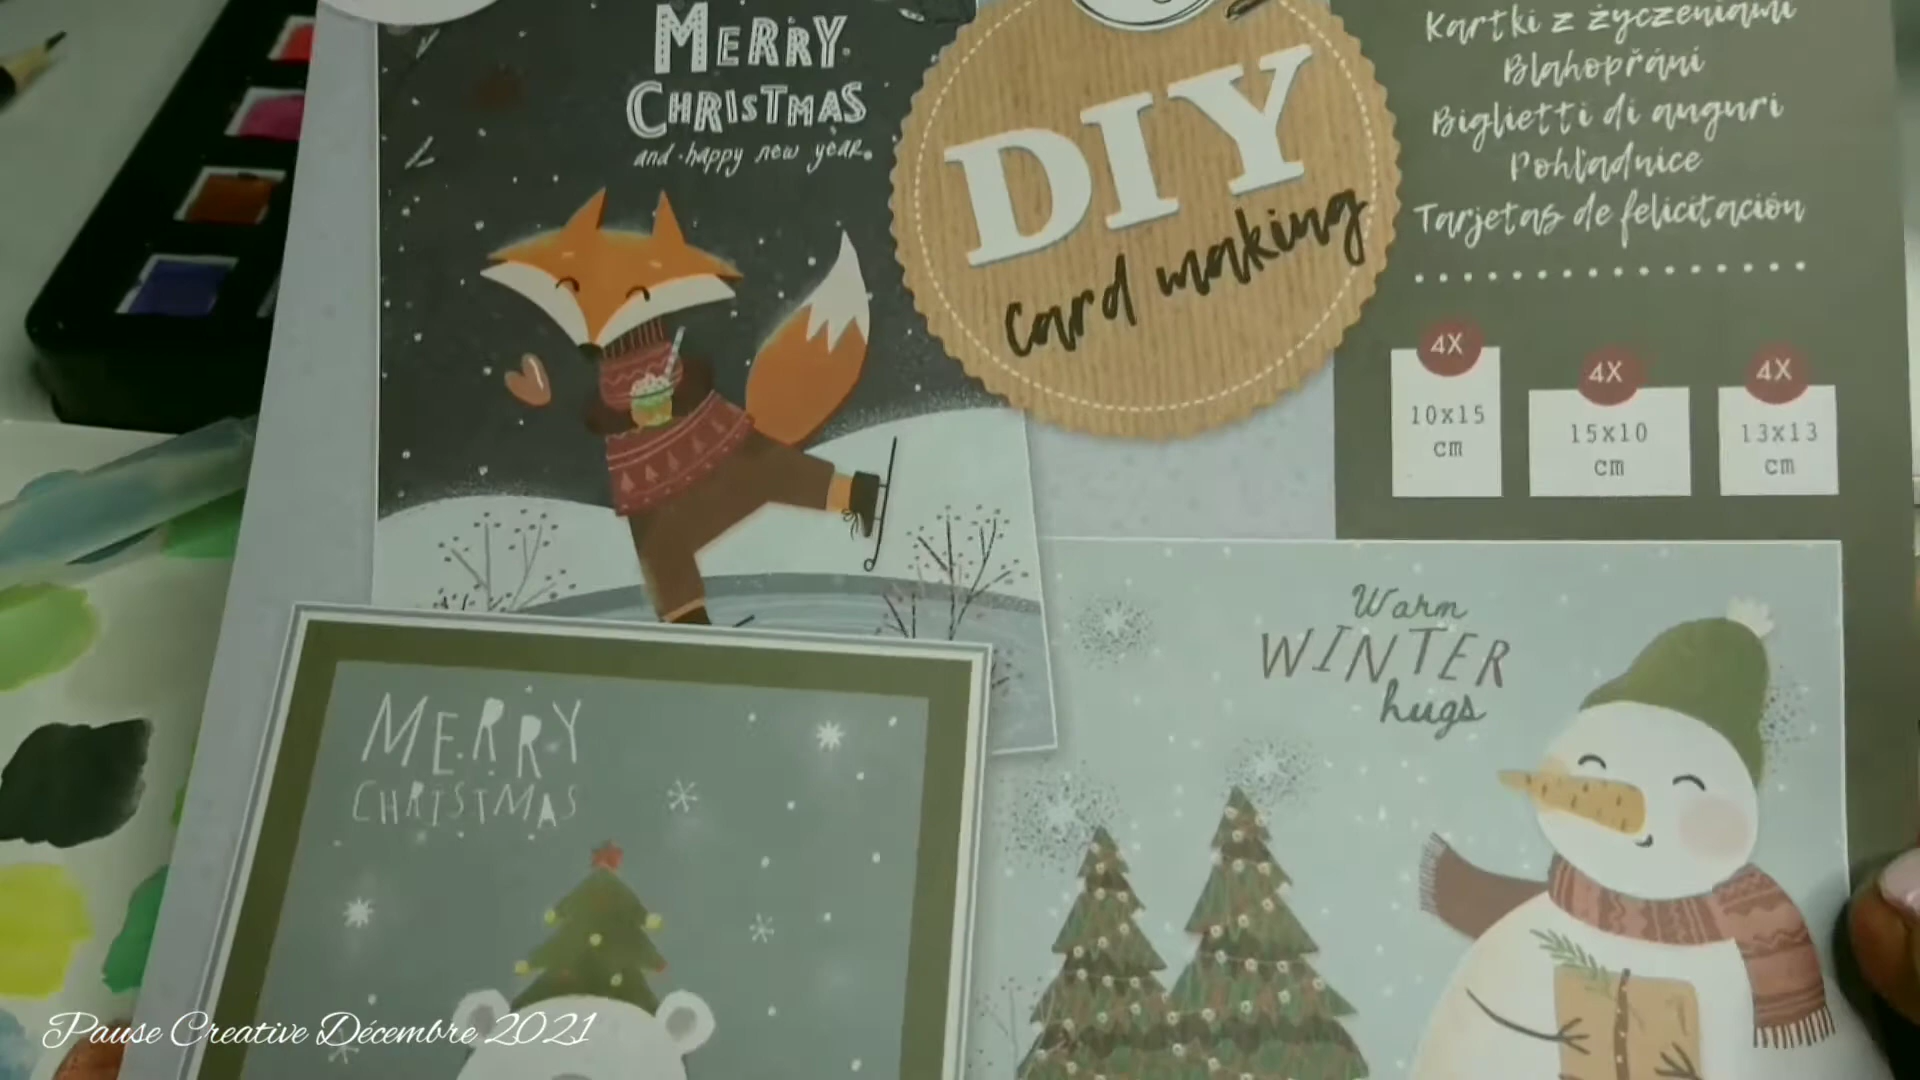 MERRY
CHRISTMAS
and happy new year.
DIY
Card making
Kartki z życzeniami
Blahopřání
Biglietti di auguri
Pohľadnice
Tarjetas de felicitación
4X
10x15
cm
4X
15x10
cm
4X
13x13
cm
MERRY
CHRISTMAS
Warm
WINTER
hugs
Pause Creative Décembre 2021